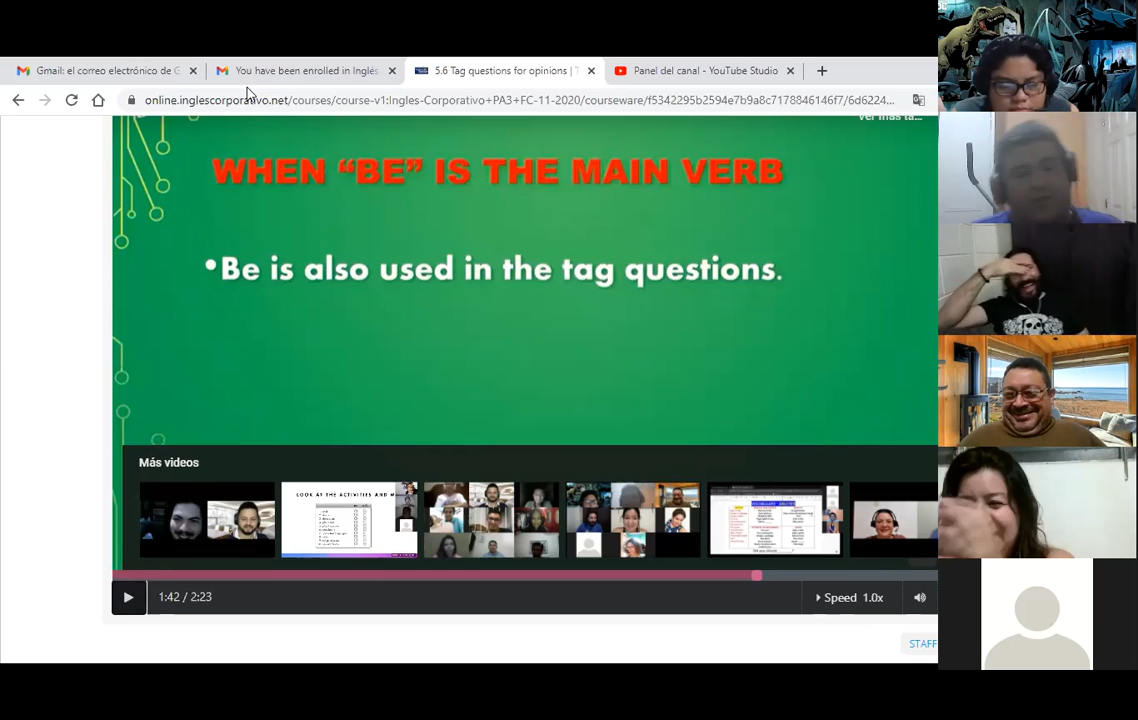 Gmail: el correo electrónico de G
You have been enrolled in Inglés
5.6 Tag questions for opinions | T
Panel del canal - YouTube Studio
online.inglescorporativo.net/courses/course-v1:Ingles-Corporativo+PA3+FC-11-2020/courseware/f5342295b2594e7b9a8c7178846146f7/6d6224...
Ver más ta...
WHEN "BE" IS THE MAIN VERB
•Be is also used in the tag questions.
Más videos
LOOK AT THE ACTIVITIES AND M
1:42 / 2:23
Speed 1.0x
STAFF